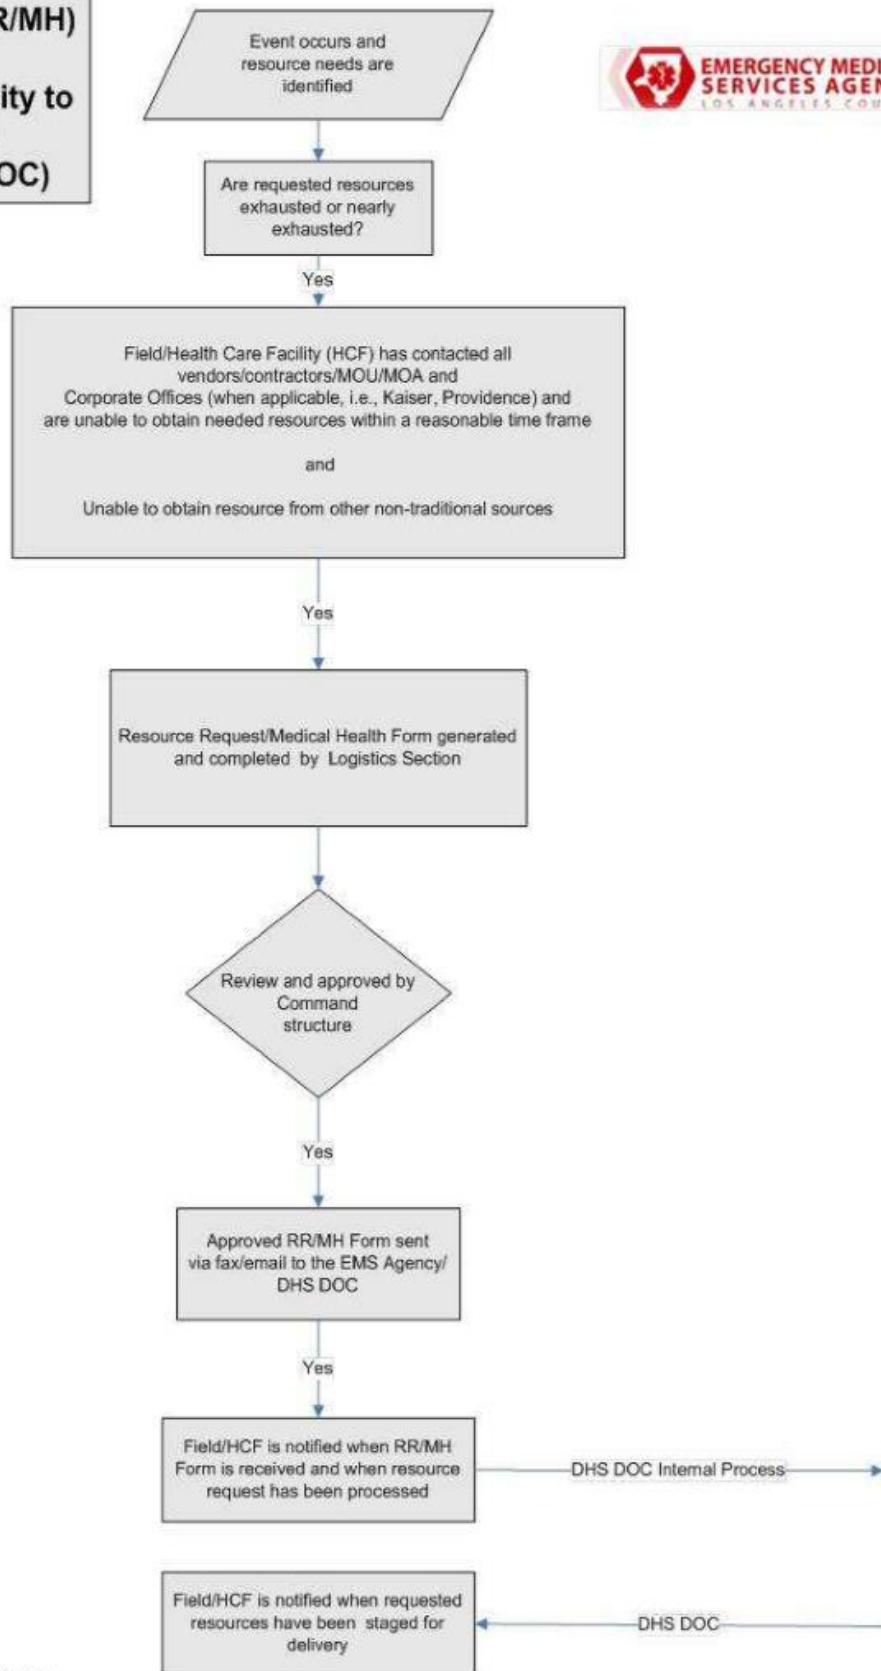 R/MH)
ity to
OC)
Event occurs and
resource needs are
identified
EMERGENCY MEDI
SERVICES AGEN
LOS ANGELES COU
Are requested resources
exhausted or nearly
exhausted?
Yes
Field/Health Care Facility (HCF) has contacted all
vendors/contractors/MOU/MOA and
Corporate Offices (when applicable, i.e., Kaiser, Providence) and
are unable to obtain needed resources within a reasonable time frame
and
Unable to obtain resource from other non-traditional sources
Yes
Resource Request/Medical Health Form generated
and completed by Logistics Section
Review and approved by
Command
structure
Yes
Approved RR/MH Form sent
via fax/email to the EMS Agency/
DHS DOC
Yes
Field/HCF is notified when RR/MH
Form is received and when resource
request has been processed
DHS DOC Internal Process
Field/HCF is notified when requested
resources have been staged for
delivery
DHS DOC